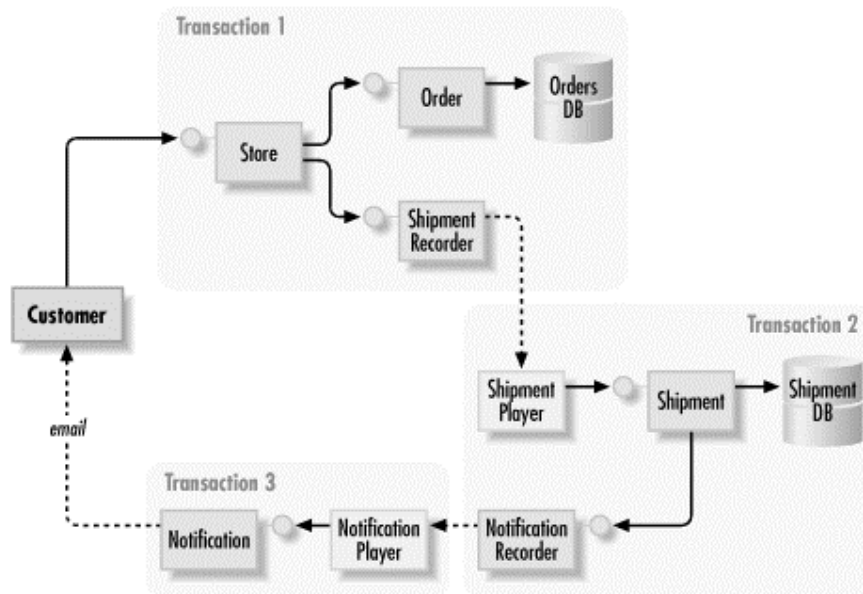 Transaction 1
Order
Orders
DB
Store
Shipment
Recorder
Customer
Transaction 2
Shipment
Player
Shipment
Shipment
DB
email
Transaction 3
Notification
Notification
Player
Notification
Recorder